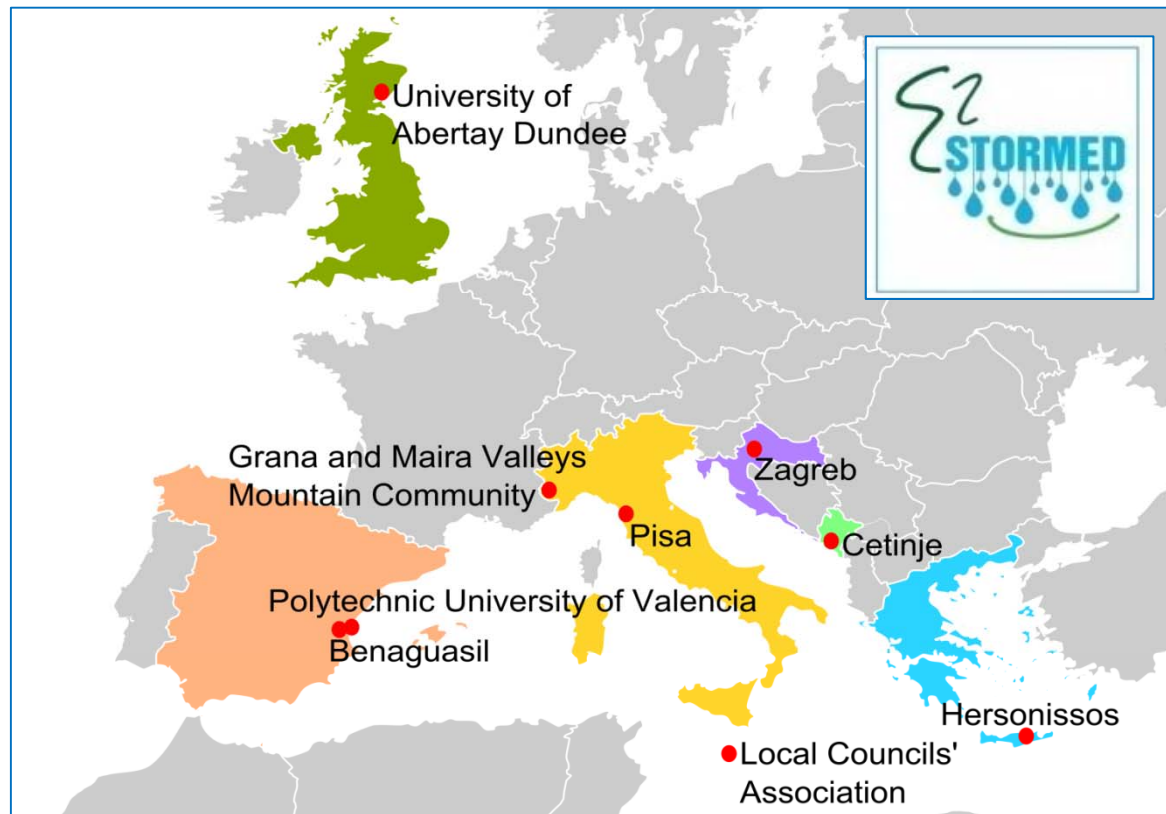 University of
Abertay Dundee
E2
STORMED
Grana and Maira Valleys
Mountain Community
Zagreb
Pisa
Cetinje
Polytechnic University of Valencia
Benaguasil
Hersonissos
Local Councils'
Association